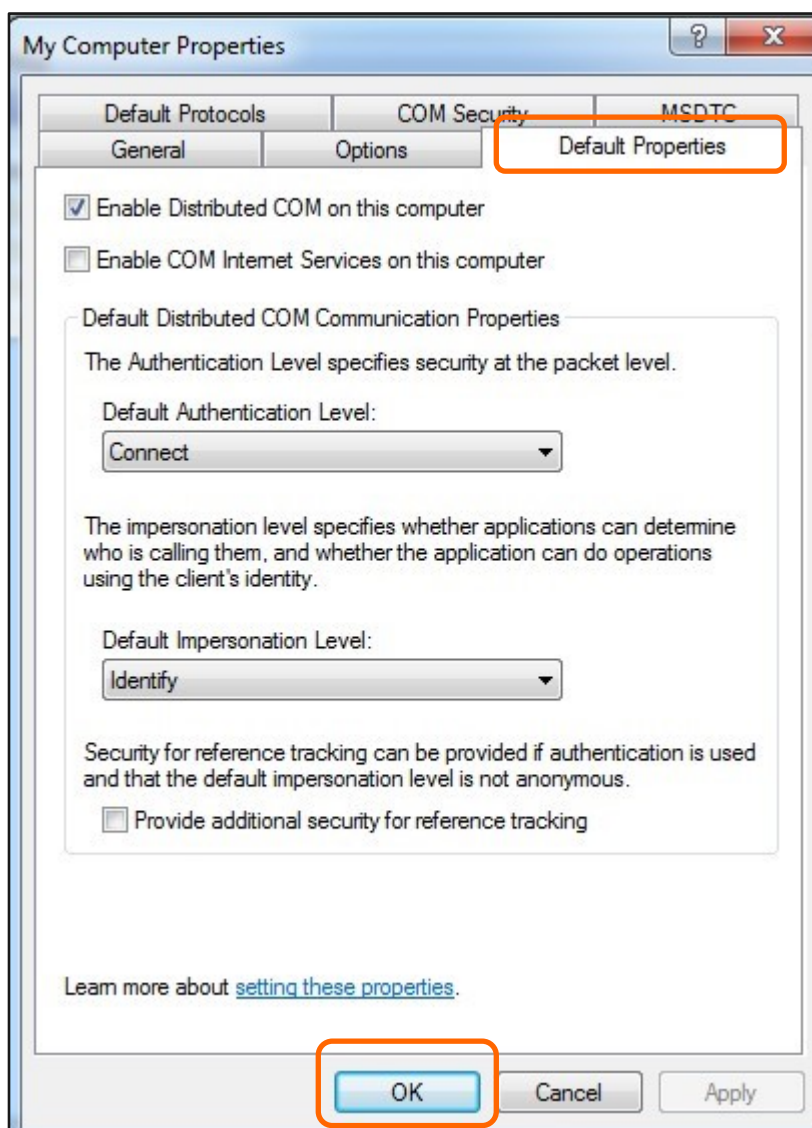 My Computer Properties
Default Protocols COM Security MSDTC
General Options Default Properties
Enable Distributed COM on this computer
Enable COM Internet Services on this computer
Default Distributed COM Communication Properties
The Authentication Level specifies security at the packet level.
Default Authentication Level:
Connect
The impersonation level specifies whether applications can determine
who is calling them, and whether the application can do operations
using the client's identity.
Default Impersonation Level:
Identify
Security for reference tracking can be provided if authentication is used
and that the default impersonation level is not anonymous.
Provide additional security for reference tracking
Learn more about setting these properties.
OK Cancel Apply